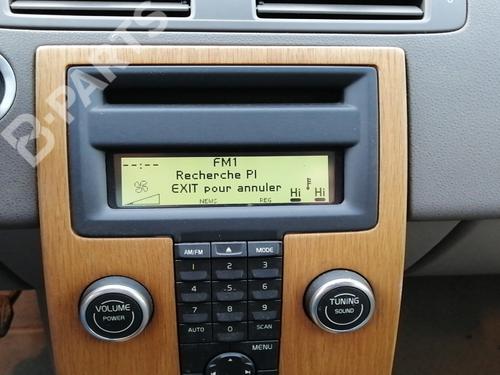 B-PARTS
FM1
--:--
Recherche PI
EXIT pour annuler
Hi Hi
NEWS REG
AM/FM MODE
1 2 3
4 .5. 6
7 8 9
AUTO 0 SCAN
MENU
VOLUME
POWER
TUNING
SOUND